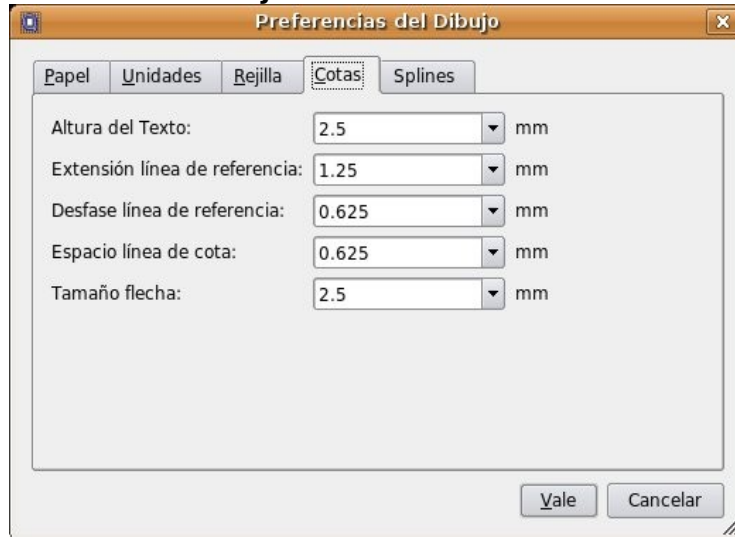 Preferencias del Dibujo
Papel Unidades Rejilla Cotas Splines
Altura del Texto: 2.5 mm
Extensión línea de referencia: 1.25 mm
Desfase línea de referencia: 0.625 mm
Espacio línea de cota: 0.625 mm
Tamaño flecha: 2.5 mm
Vale Cancelar